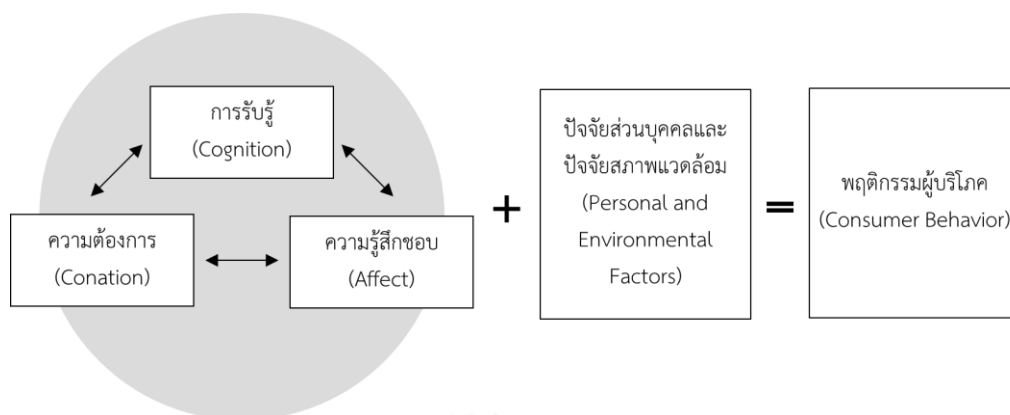 การรับรู้
(Cognition)
ความต้องการ
(Conation)
ความรู้สึกชอบ
(Affect)
+
ปัจจัยส่วนบุคคลและ
ปัจจัยสภาพแวดล้อม
(Personal and
Environmental
Factors)
=
พฤติกรรมผู้บริโภค
(Consumer Behavior)